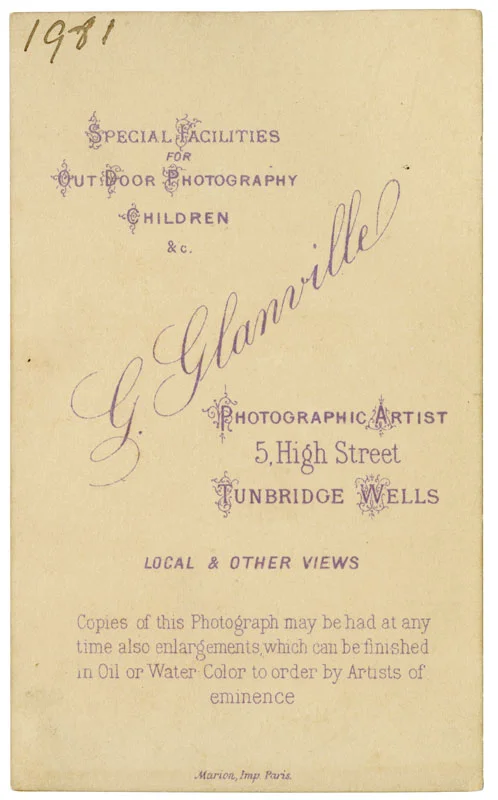 1981
SPECIAL FACILITIES
FOR
OUT DOOR PHOTOGRAPHY
CHILDREN
&c.
G. Glanville
PHOTOGRAPHIC ARTIST
5, High Street
TUNBRIDGE WELLS
LOCAL & OTHER VIEWS
Copies of this Photograph may be had at any
time also enlargements, which can be finished
in Oil or Water Color to order by Artists of
eminence
Marion, Imp. Paris.